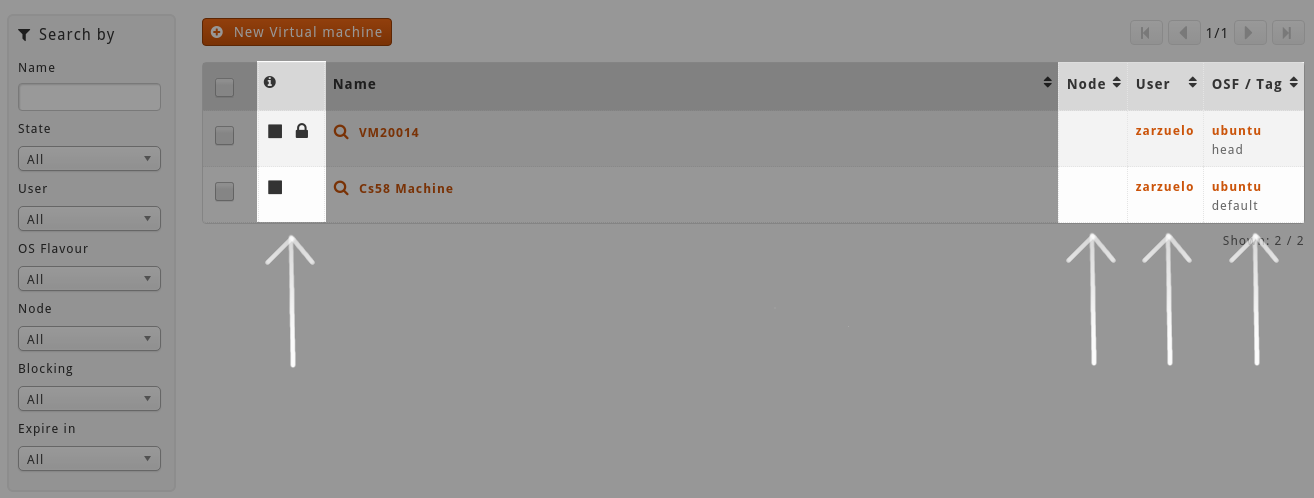 Search by
Name
State
All
User
All
OS Flavour
All
Node
All
Blocking
All
Expire in
All
New Virtual machine
1/1
Name Node User OSF / Tag
VM20014 zarzuelo ubuntu
head
Cs58 Machine zarzuelo ubuntu
default
Shown: 2 / 2